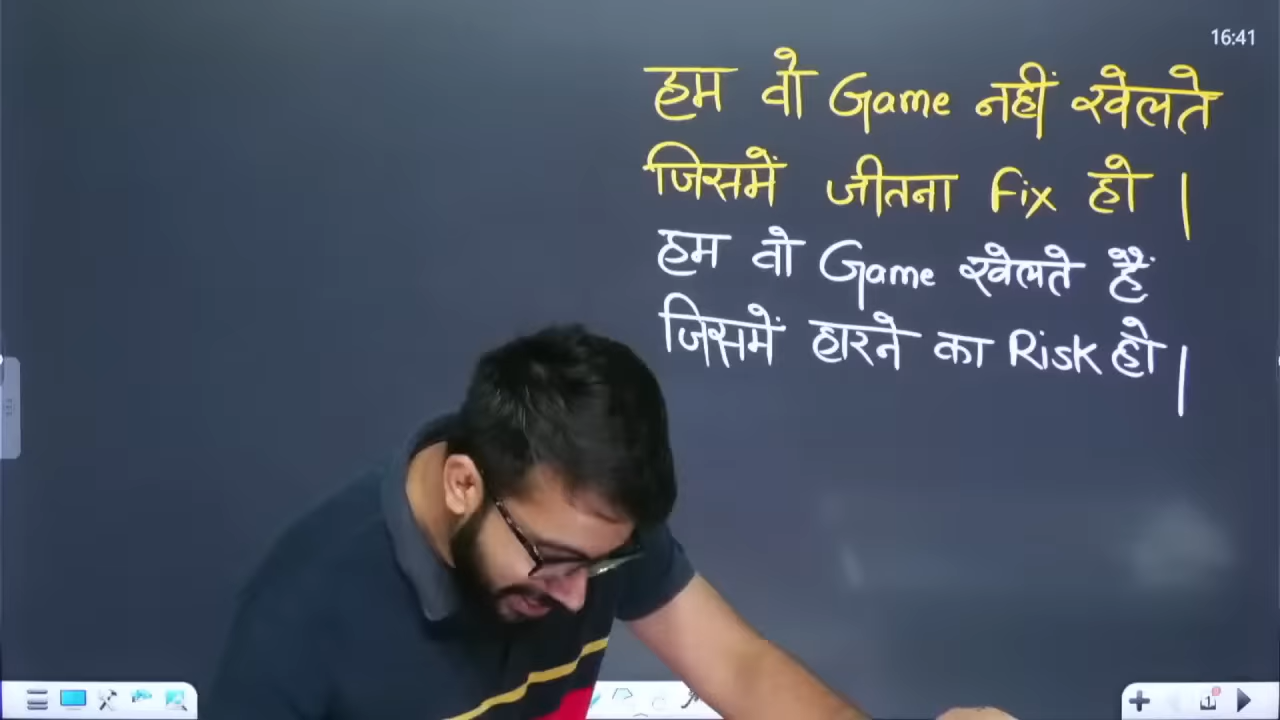 16:41
हम वो Game नहीं खेलते
जिसमें जीतना Fix हो |
हम वो Game खेलते हैं
जिसमें हारने का Risk हो |